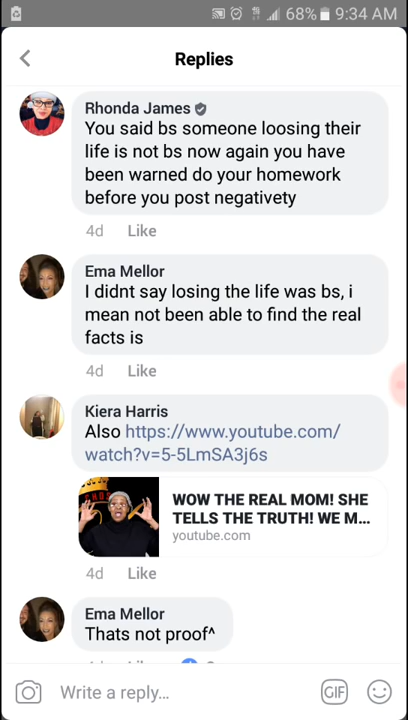 68% 9:34 AM
Replies
Rhonda James
You said bs someone loosing their
life is not bs now again you have
been warned do your homework
before you post negativety
4d Like
Ema Mellor
I didnt say losing the life was bs, i
mean not been able to find the real
facts is
4d Like
Kiera Harris
Also https://www.youtube.com/
watch?v=5-5LmSA3j6s
WOW THE REAL MOM! SHE
TELLS THE TRUTH! WE M...
youtube.com
4d Like
Ema Mellor
Thats not proof^
Write a reply...
GIF